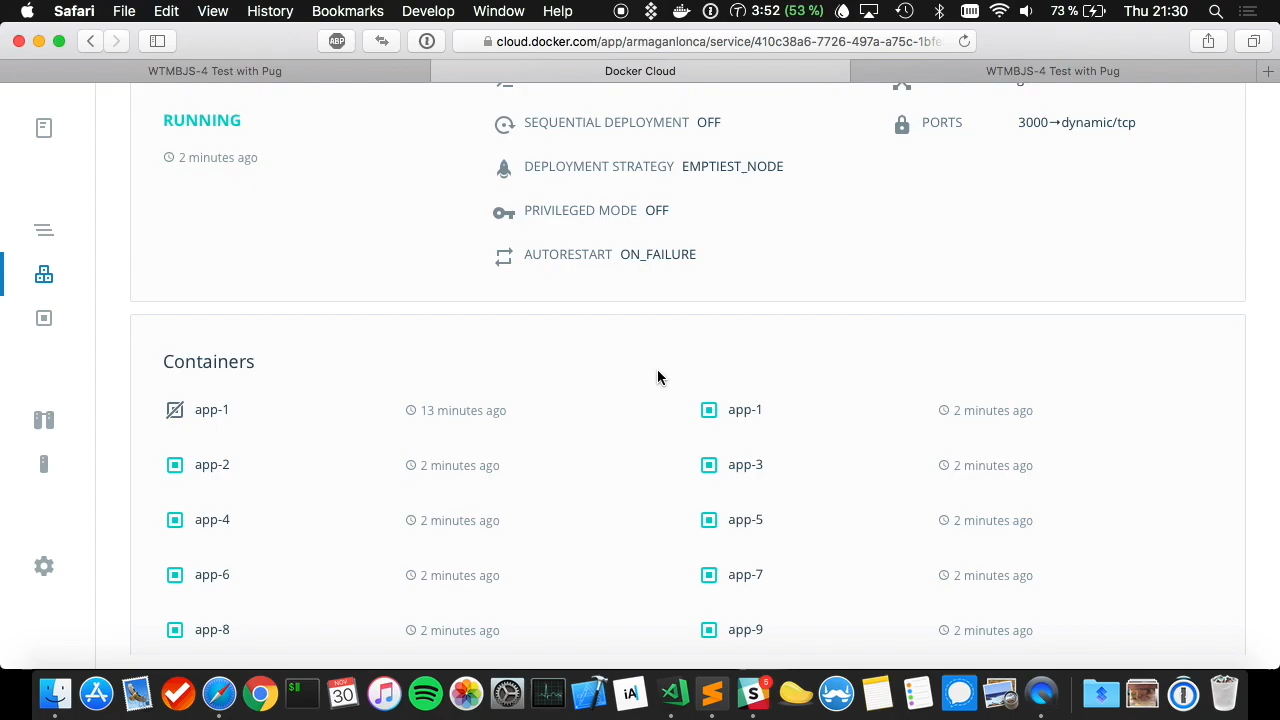 Safari File Edit View History Bookmarks Develop Window Help 3:52 (53 %) 73 % Thu 21:30
ABP cloud.docker.com/app/armaganlonca/service/410c38a6-7726-497a-a75c-1bfe
WTMBJS-4 Test with Pug Docker Cloud WTMBJS-4 Test with Pug
RUNNING SEQUENTIAL DEPLOYMENT OFF PORTS 3000→dynamic/tcp
2 minutes ago DEPLOYMENT STRATEGY EMPTIEST_NODE
PRIVILEGED MODE OFF
AUTORESTART ON_FAILURE
Containers
app-1 13 minutes ago app-1 2 minutes ago
app-2 2 minutes ago app-3 2 minutes ago
app-4 2 minutes ago app-5 2 minutes ago
app-6 2 minutes ago app-7 2 minutes ago
app-8 2 minutes ago app-9 2 minutes ago
$ NOV 30 iA 5